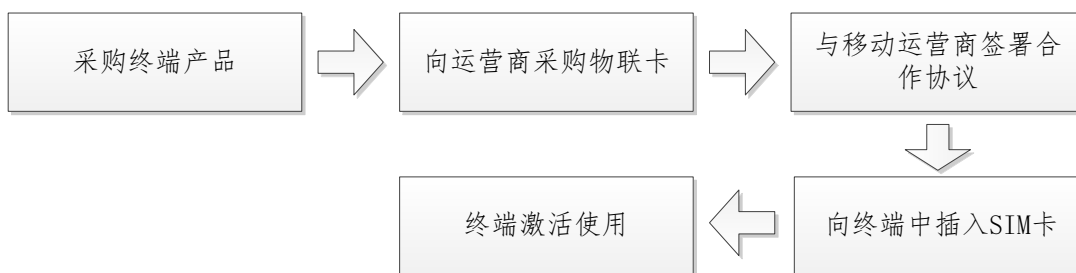 采购终端产品
向运营商采购物联卡
与移动运营商签署合
作协议
向终端中插入SIM卡
终端激活使用